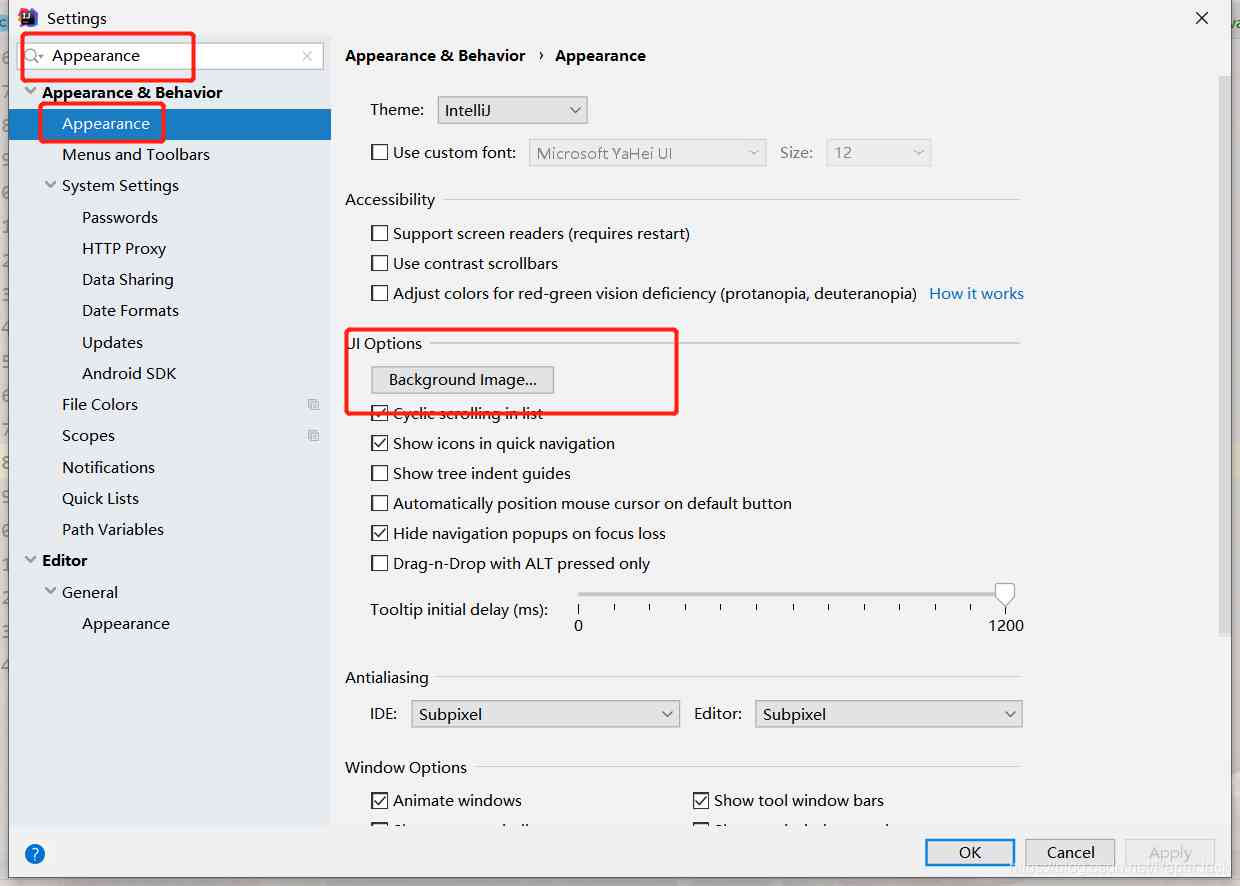 Settings
Appearance
Appearance & Behavior
Appearance
Menus and Toolbars
System Settings
Passwords
HTTP Proxy
Data Sharing
Date Formats
Updates
Android SDK
File Colors
Scopes
Notifications
Quick Lists
Path Variables
Editor
General
Appearance
Appearance & Behavior › Appearance
Theme: IntelliJ
Use custom font: Microsoft YaHei UI Size: 12
Accessibility
Support screen readers (requires restart)
Use contrast scrollbars
Adjust colors for red-green vision deficiency (protanopia, deuteranopia) How it works
UI Options
Background Image...
Cyclic scrolling in list
Show icons in quick navigation
Show tree indent guides
Automatically position mouse cursor on default button
Hide navigation popups on focus loss
Drag-n-Drop with ALT pressed only
Tooltip initial delay (ms):
0 1200
Antialiasing
IDE: Subpixel Editor: Subpixel
Window Options
Animate windows Show tool window bars
? OK Cancel Apply